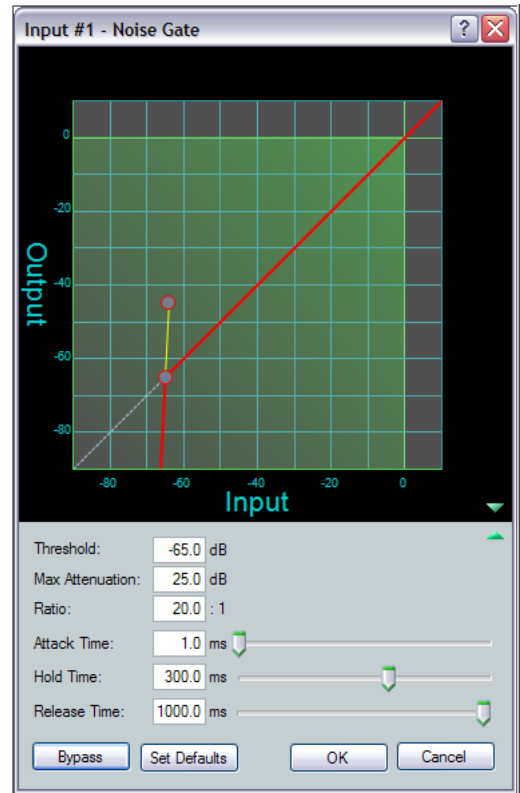 Input #1 - Noise Gate
?
0
-20
-40
-60
-80
Output
-80 -60 -40 -20 0
Input
Threshold: -65.0 dB
Max Attenuation: 25.0 dB
Ratio: 20.0 : 1
Attack Time: 1.0 ms
Hold Time: 300.0 ms
Release Time: 1000.0 ms
Bypass Set Defaults OK Cancel